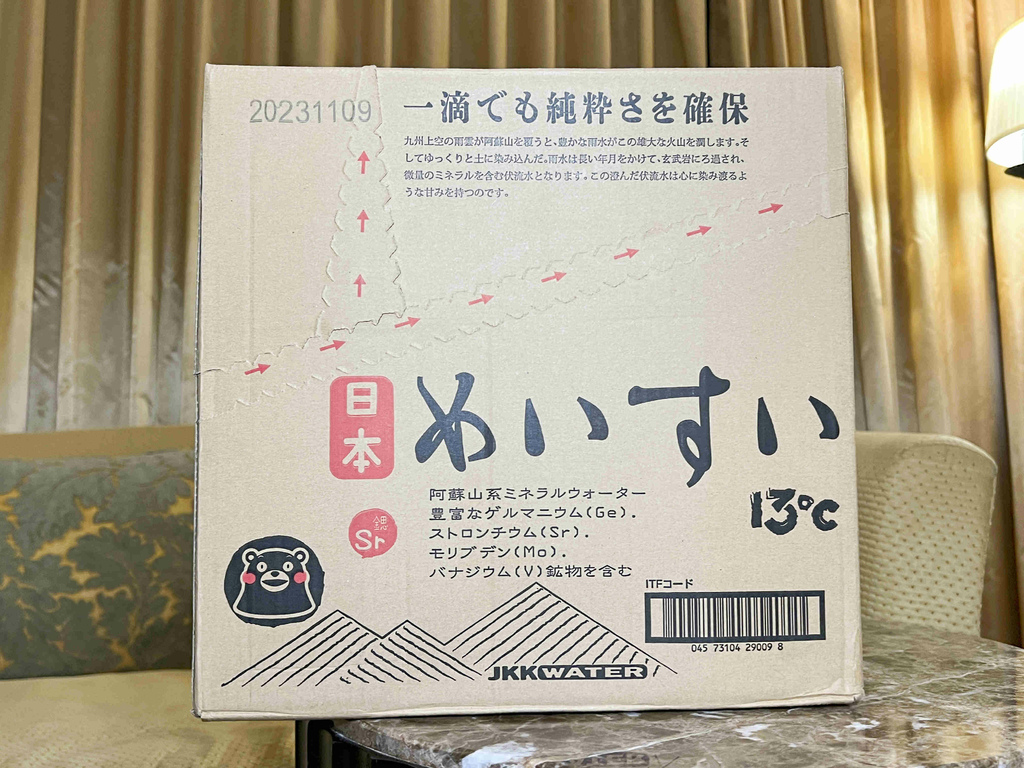 20231109
一滴でも純粋さを確保
九州上空の雨雲が阿蘇山を覆うと、豊かな雨水がこの雄大な火山を潤します。そ
してゆっくりと土に染み込んだ。雨水は長い年月をかけて、玄武岩にろ過され、
微量のミネラルを含む伏流水となります。この澄んだ伏流水は心に染み渡るよ
うな甘みを持つのです。
日本
めいすい
13℃
阿蘇山系ミネラルウォーター
豊富なゲルマニウム(Ge).
ストロンチウム(Sr).
モリブデン(Mo).
バナジウム(V)鉱物を含む
鍶
Sr
ITFコード
045 73104 29009 8
JKKWATER